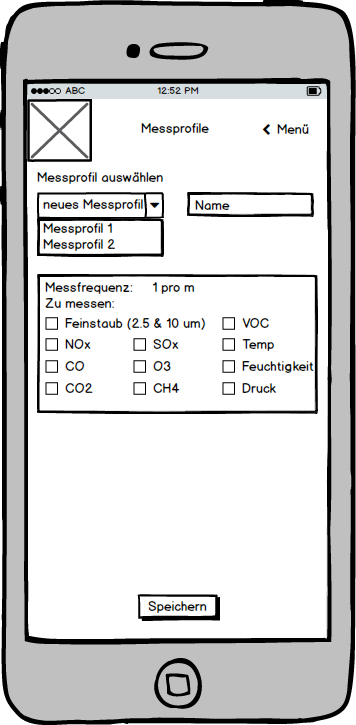 ABC 12:52 PM
Messprofile < Menü
Messprofil auswählen
neues Messprofil Name
Messprofil 1
Messprofil 2
Messfrequenz: 1 pro m
Zu messen:
Feinstaub (2.5 & 10 um) VOC
NOx SOx Temp
CO O3 Feuchtigkeit
CO2 CH4 Druck
Speichern